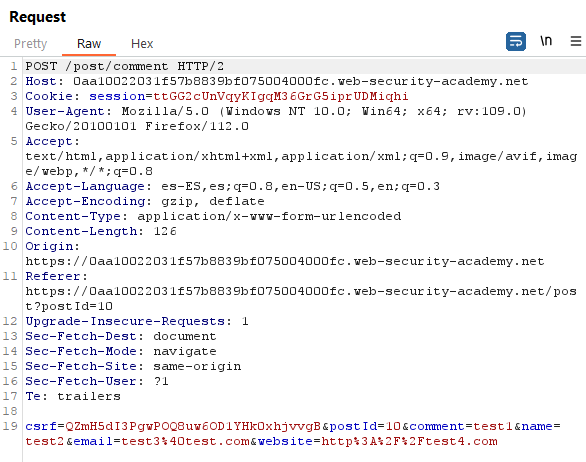 Request
Pretty Raw Hex \n
1 POST /post/comment HTTP/2
2 Host: 0aa10022031f57b8839bf075004000fc.web-security-academy.net
3 Cookie: session=ttGG2cUnVqyKIgqM36GrG5iprUDMiqhi
4 User-Agent: Mozilla/5.0 (Windows NT 10.0; Win64; x64; rv:109.0)
Gecko/20100101 Firefox/112.0
5 Accept:
text/html,application/xhtml+xml,application/xml;q=0.9,image/avif,imag
e/webp,*/*;q=0.8
6 Accept-Language: es-ES,es;q=0.8,en-US;q=0.5,en;q=0.3
7 Accept-Encoding: gzip, deflate
8 Content-Type: application/x-www-form-urlencoded
9 Content-Length: 126
10 Origin:
https://0aa10022031f57b8839bf075004000fc.web-security-academy.net
11 Referer:
https://0aa10022031f57b8839bf075004000fc.web-security-academy.net/pos
t?postId=10
12 Upgrade-Insecure-Requests: 1
13 Sec-Fetch-Dest: document
14 Sec-Fetch-Mode: navigate
15 Sec-Fetch-Site: same-origin
16 Sec-Fetch-User: ?1
17 Te: trailers
18
19 csrf=QZmH5dI3PgwPOQ8uw6OD1YHkOxhjvvgB&postId=10&comment=test1&name=
test2&email=test3%40test.com&website=http%3A%2F%2Ftest4.com